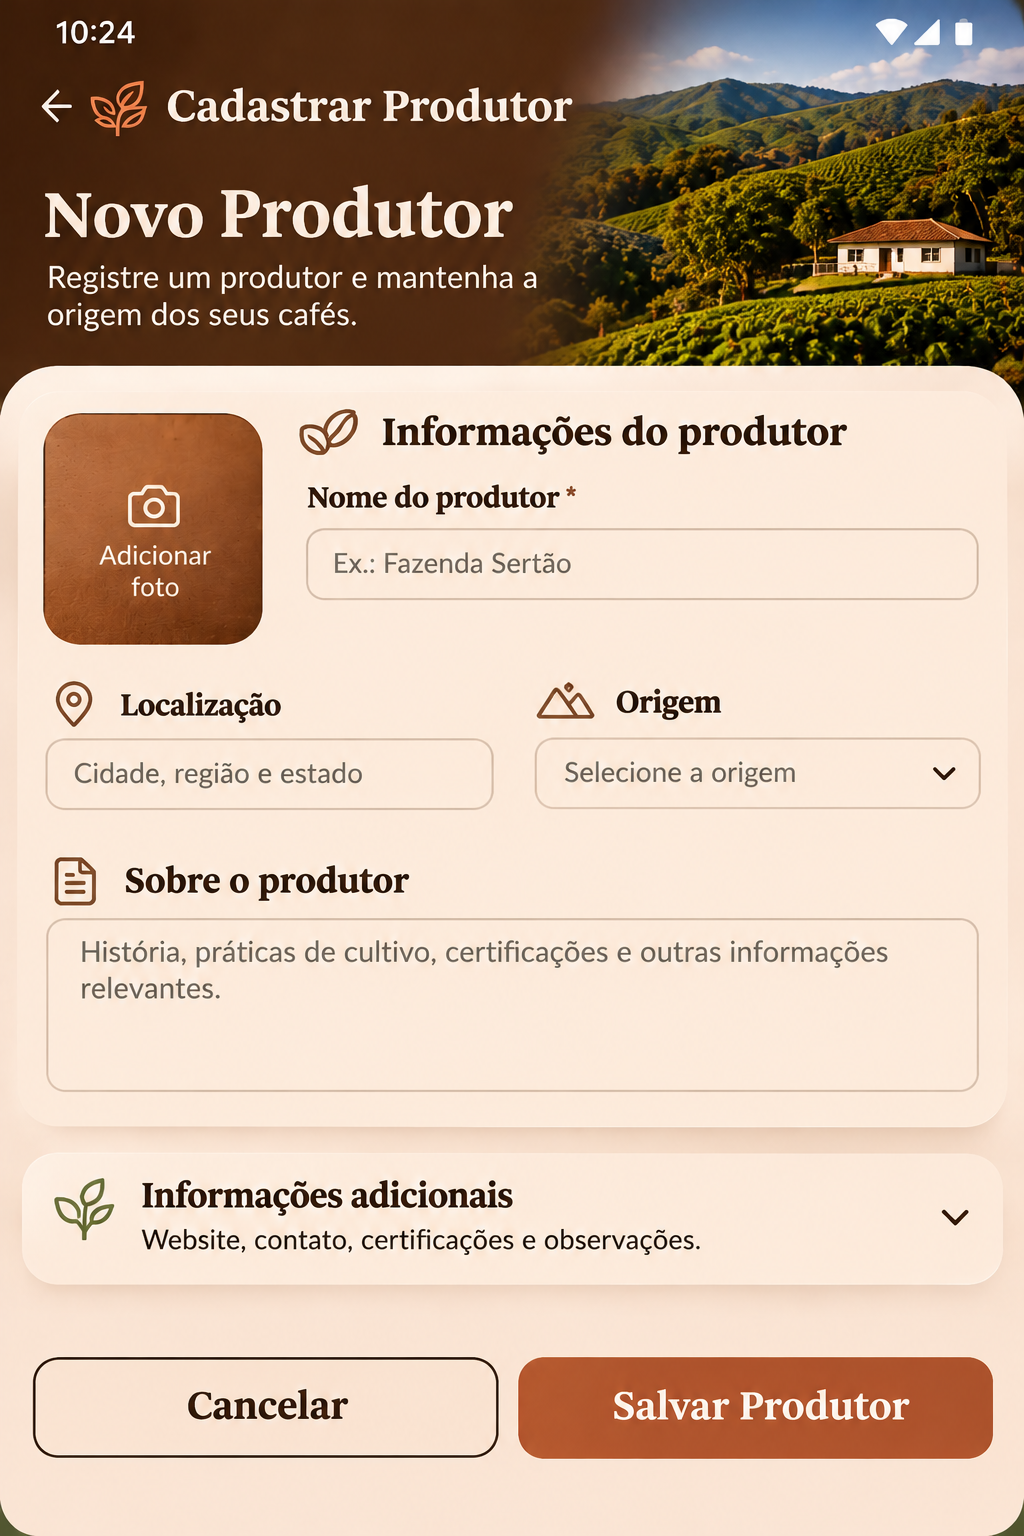 10:24
Cadastrar Produtor
Novo Produtor
Registre um produtor e mantenha a
origem dos seus cafés.
Adicionar
foto
Informações do produtor
Nome do produtor *
Ex.: Fazenda Sertão
Localização
Cidade, região e estado
Origem
Selecione a origem
Sobre o produtor
História, práticas de cultivo, certificações e outras informações
relevantes.
Informações adicionais
Website, contato, certificações e observações.
Cancelar
Salvar Produtor